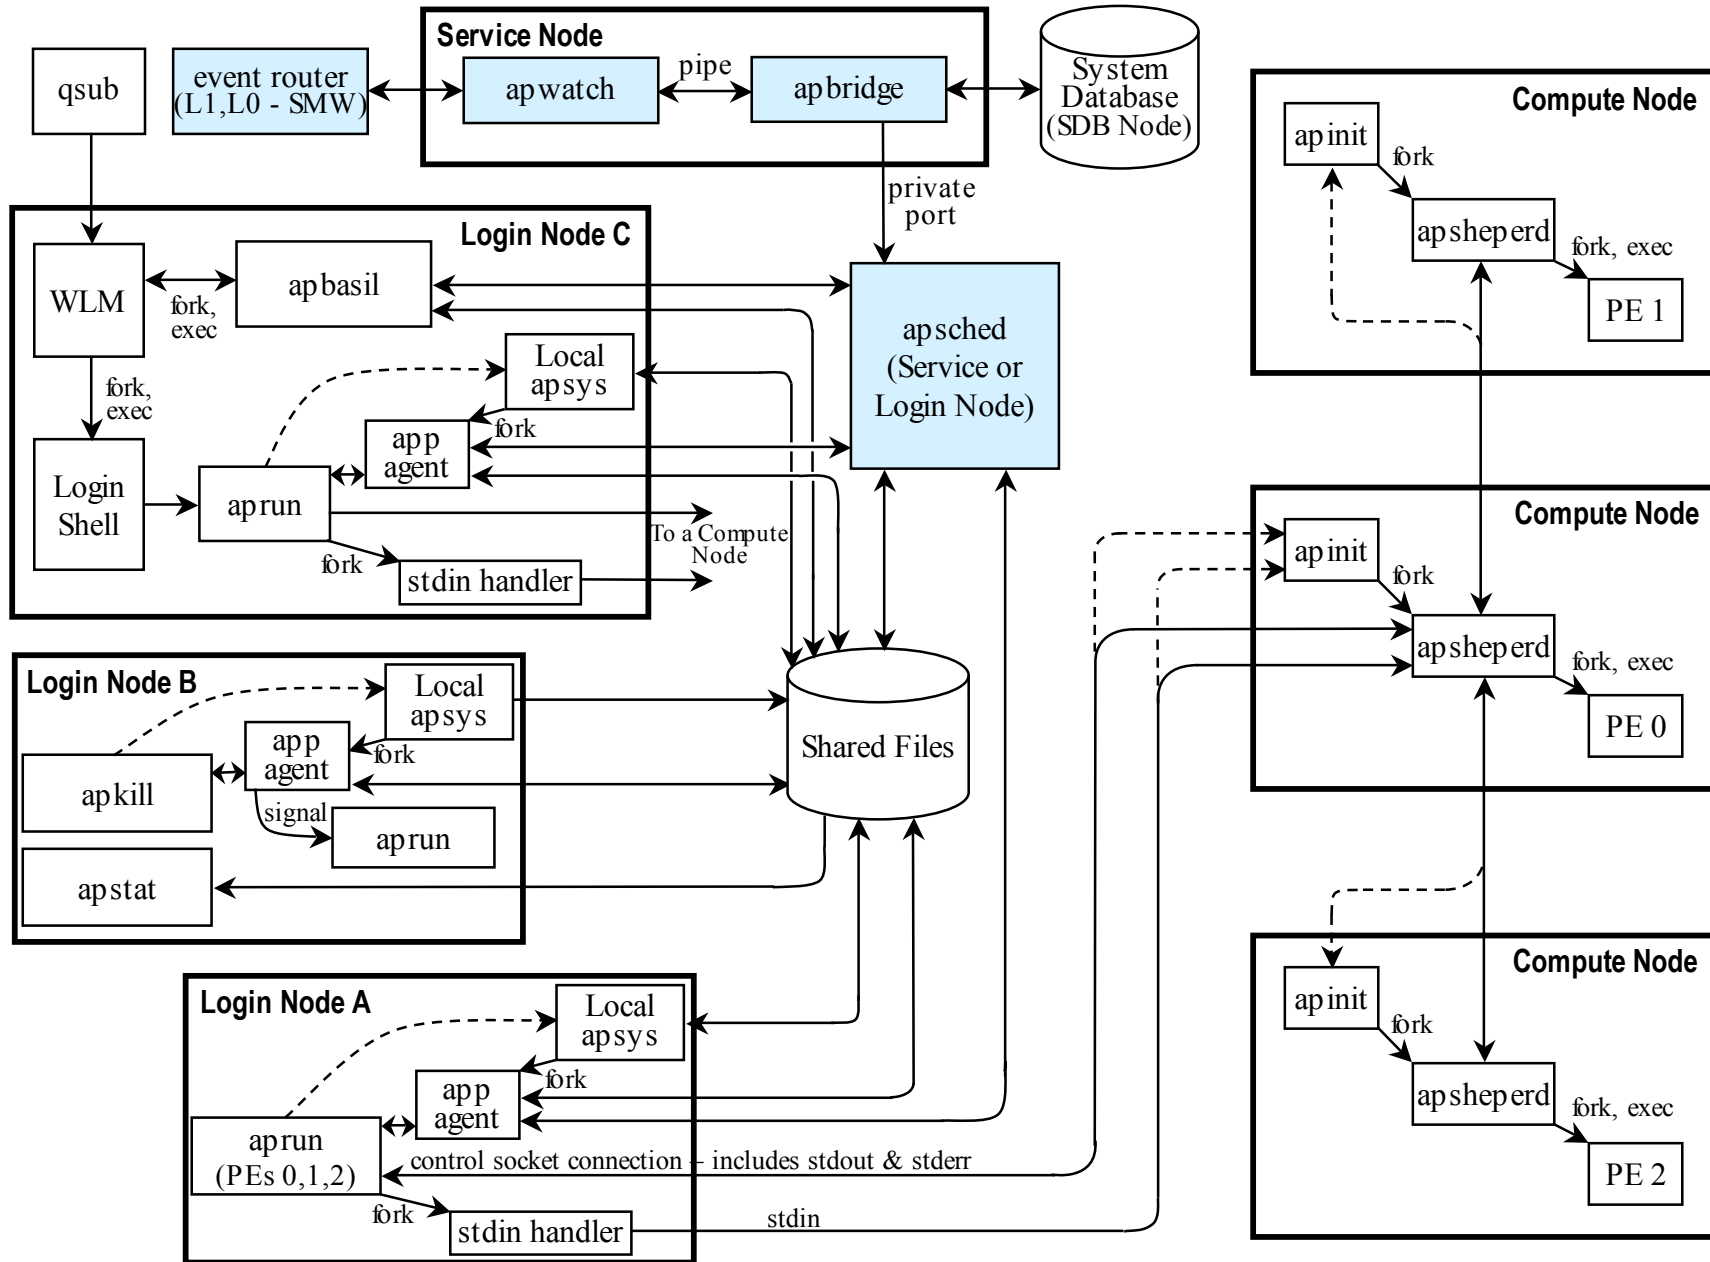 Service Node
qsub
event router
(L1,L0 - SMW)
apwatch
pipe
apbridge
System
Database
(SDB Node)
private
port
Login Node C
WLM
fork,
exec
apbasil
fork,
exec
Local
apsys
fork
app
agent
Login
Shell
aprun
fork
stdin handler
To a Compute
Node
apsched
(Service or
Login Node)
Login Node B
Local
apsys
fork
app
agent
apkill
signal
aprun
apstat
Shared Files
Login Node A
Local
apsys
fork
app
agent
aprun
(PEs 0,1,2)
control socket connection – includes stdout & stderr
fork
stdin handler
stdin
Compute Node
apinit
fork
apsheperd
fork, exec
PE 1
Compute Node
apinit
fork
apsheperd
fork, exec
PE 0
Compute Node
apinit
fork
apsheperd
fork, exec
PE 2